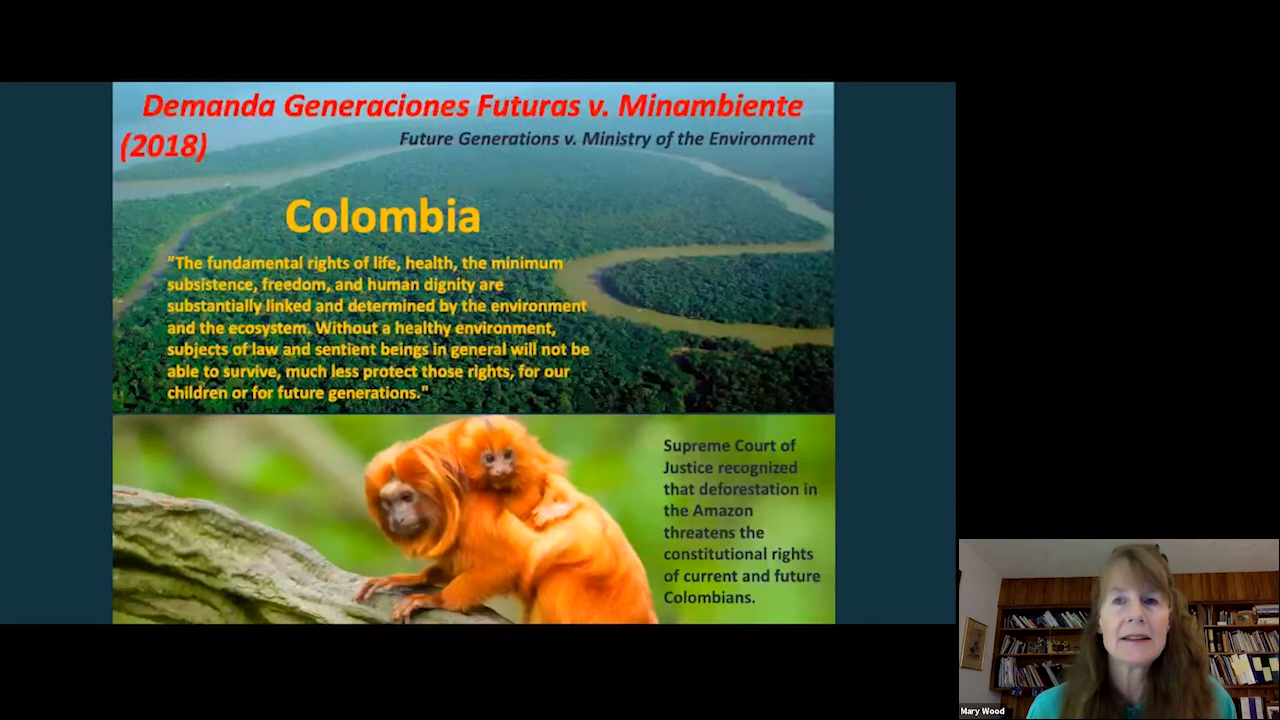 Demanda Generaciones Futuras v. Minambiente
(2018)
Future Generations v. Ministry of the Environment
Colombia
"The fundamental rights of life, health, the minimum
subsistence, freedom, and human dignity are
substantially linked and determined by the environment
and the ecosystem. Without a healthy environment,
subjects of law and sentient beings in general will not be
able to survive, much less protect those rights, for our
children or for future generations."
Supreme Court of
Justice recognized
that deforestation in
the Amazon
threatens the
constitutional rights
of current and future
Colombians.
Mary Wood